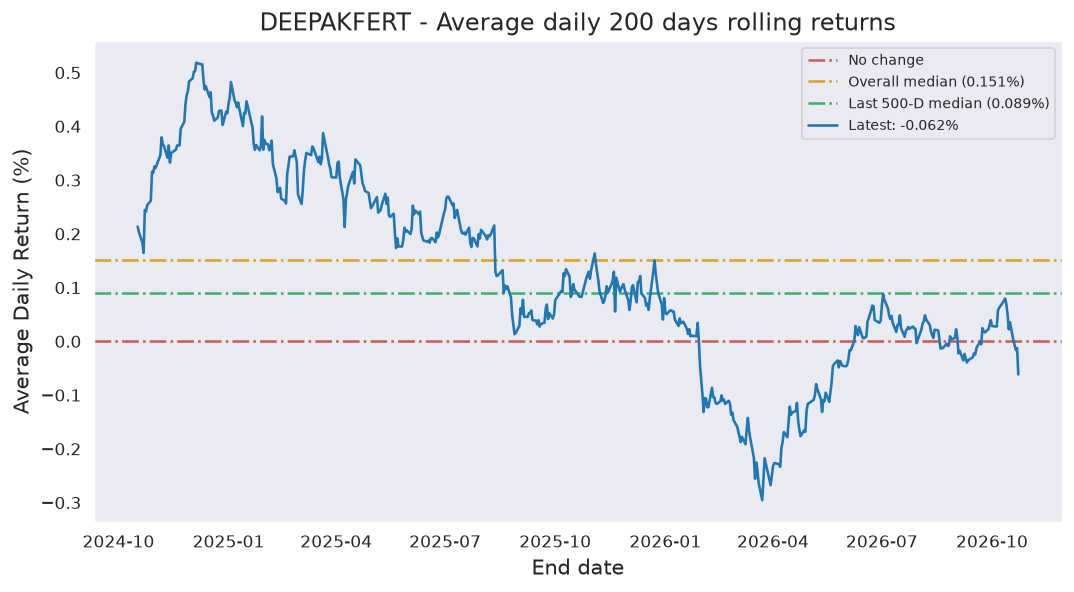 DEEPAKFERT - Average daily 200 days rolling returns
No change
Overall median (0.151%)
Last 500-D median (0.089%)
Latest: -0.062%
Average Daily Return (%)
0.5
0.4
0.3
0.2
0.1
0.0
−0.1
−0.2
−0.3
2024-10 2025-01 2025-04 2025-07 2025-10 2026-01 2026-04 2026-07 2026-10
End date